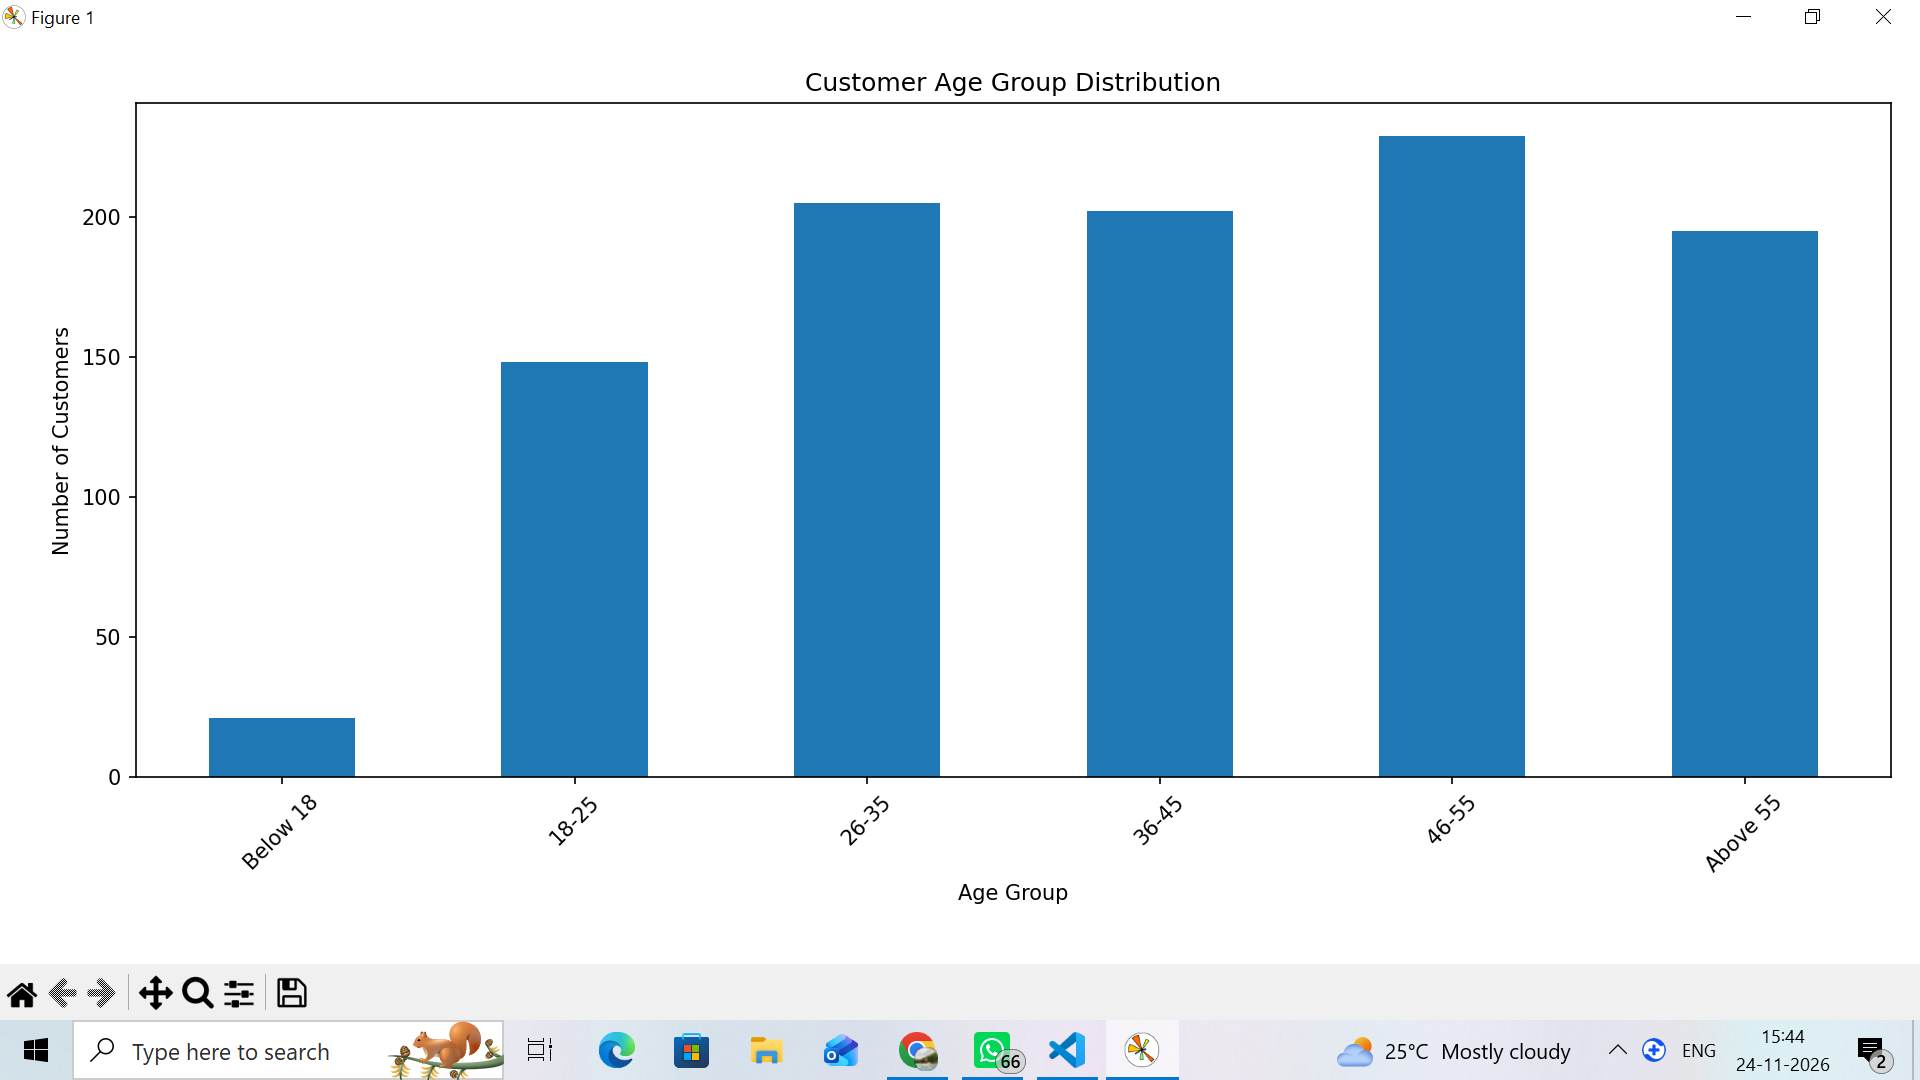 Figure 1
Customer Age Group Distribution
Number of Customers
200
150
100
50
0
Below 18
18-25
26-35
36-45
46-55
Above 55
Age Group
Type here to search
66
25°C Mostly cloudy
ENG
15:44
24-11-2026
2